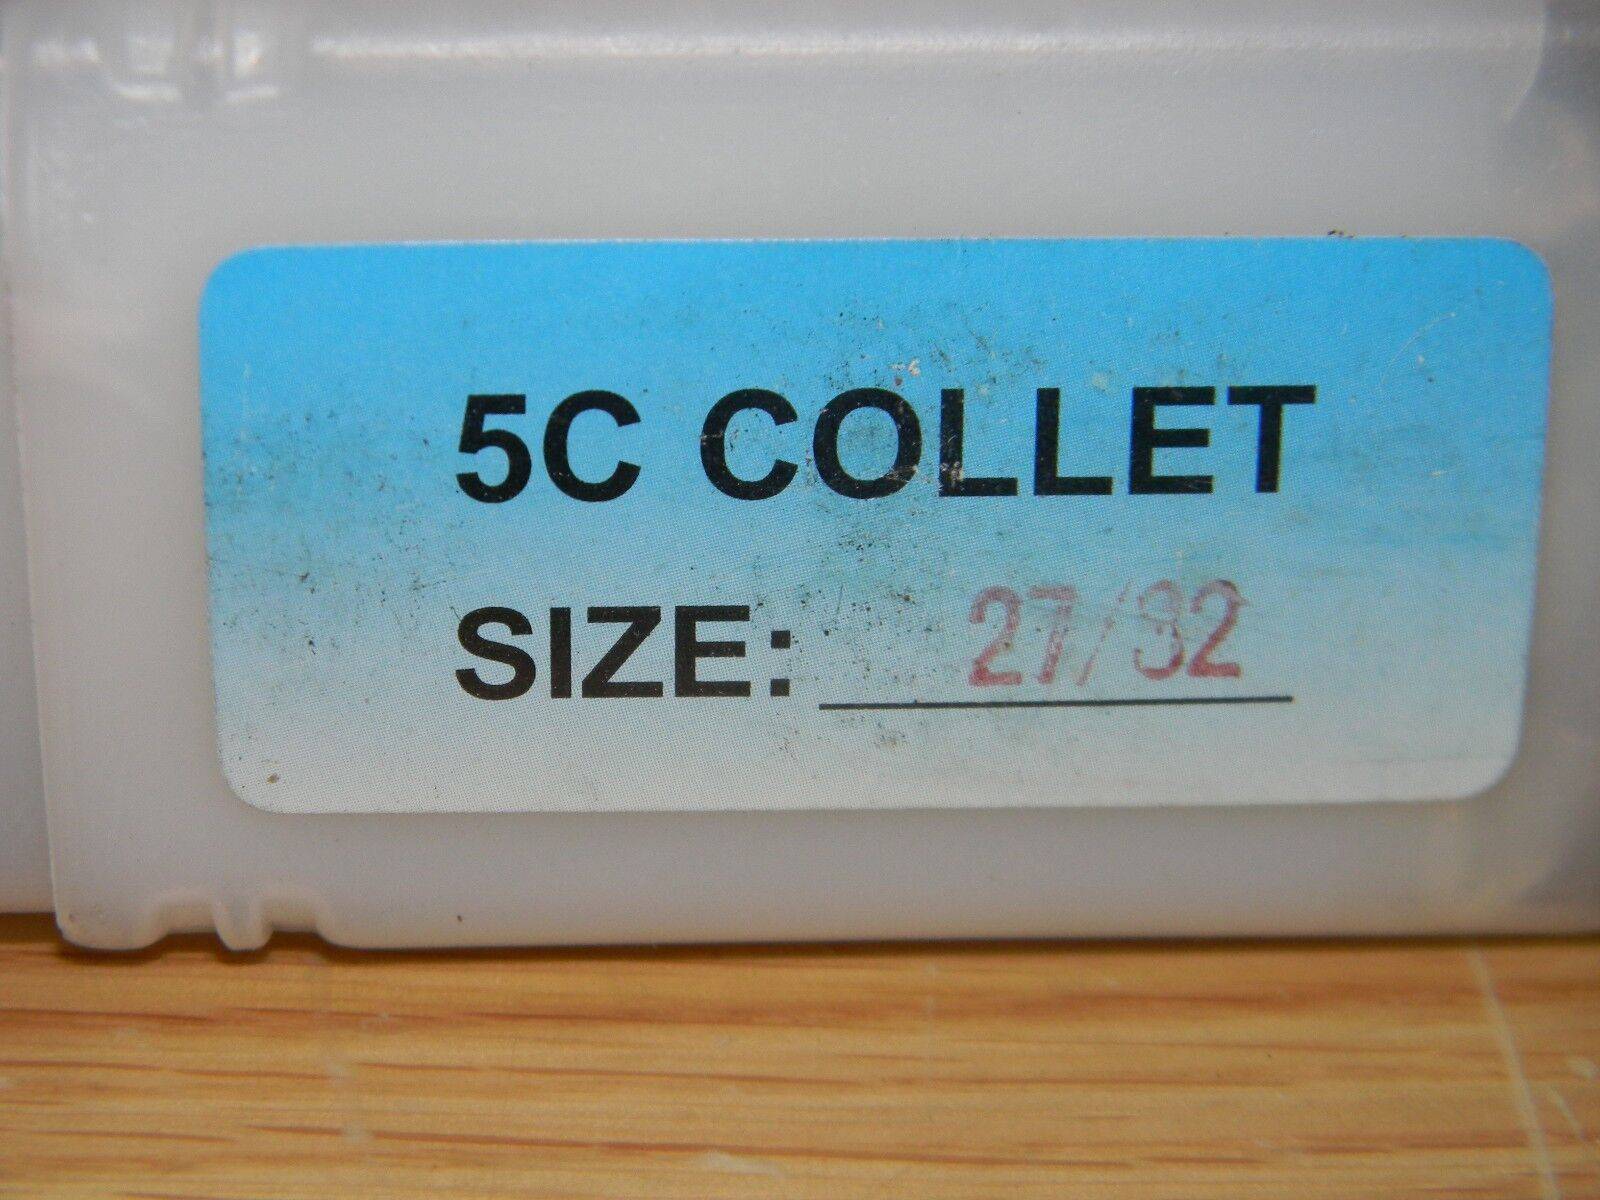 5C COLLET
SIZE: 27/32